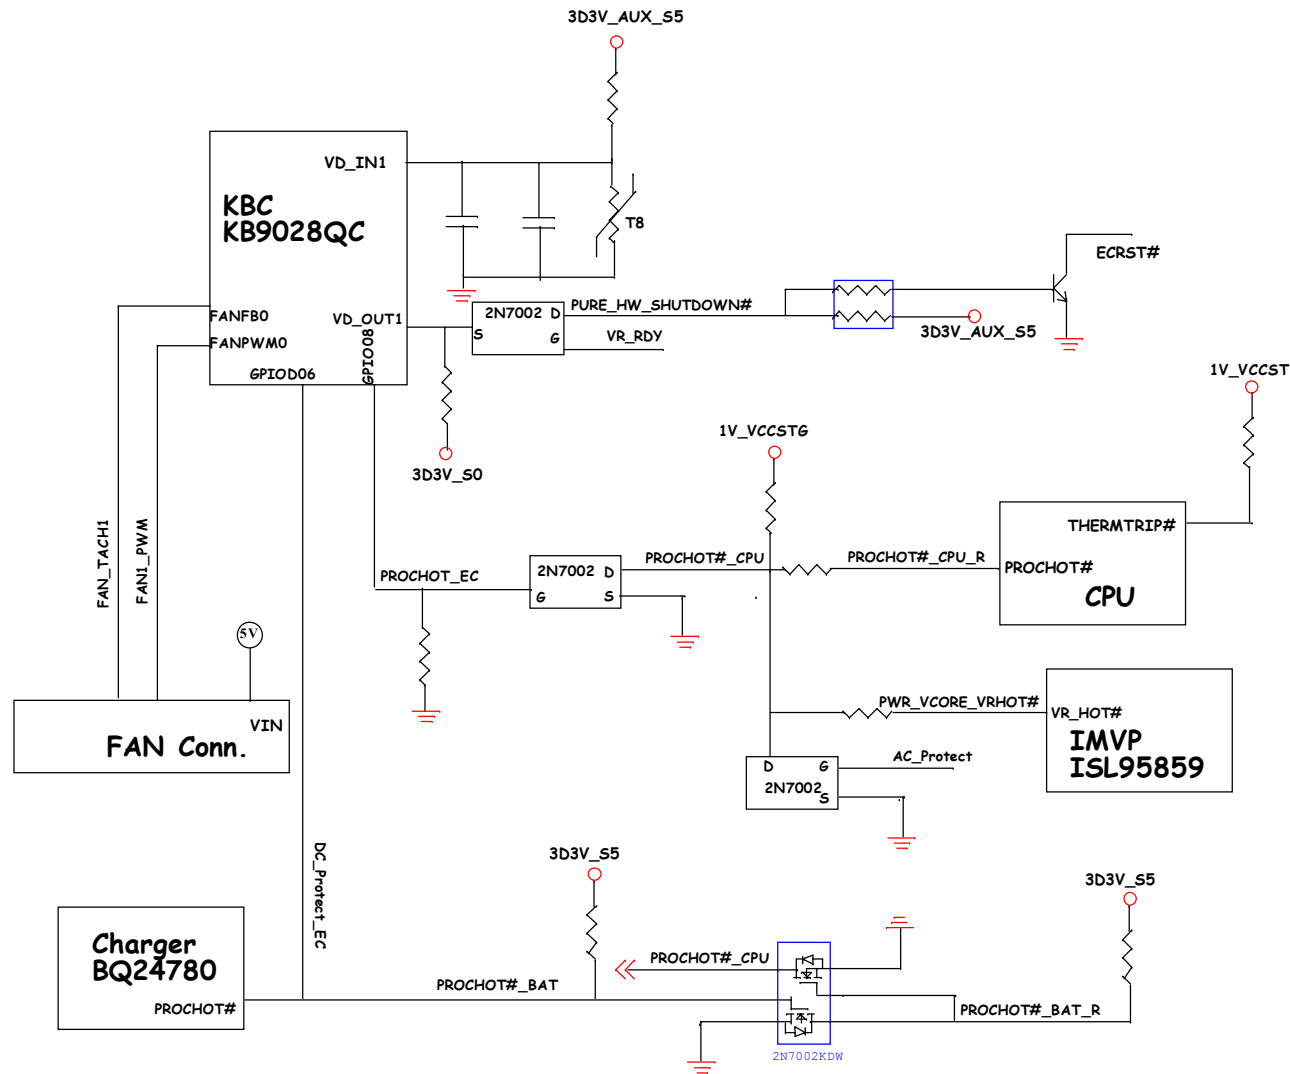 3D3V_AUX_S5
VD_IN1
KBC
KB9028QC
T8
ECRST#
FANFB0
VD_OUT1
FANPWM0
GPIOD06
GPIO08
2N7002
D
S
G
PURE_HW_SHUTDOWN#
VR_RDY
3D3V_AUX_S5
3D3V_S0
1V_VCCST
1V_VCCSTG
FAN_TACH1
FAN1_PWM
PROCHOT_EC
2N7002
D
G
S
PROCHOT#_CPU
PROCHOT#_CPU_R
THERMTRIP#
PROCHOT#
CPU
5V
VIN
FAN Conn.
PWR_VCORE_VRHOT#
VR_HOT#
IMVP
ISL95859
AC_Protect
D
G
2N7002
S
DC_Protect_EC
3D3V_S5
3D3V_S5
Charger
BQ24780
PROCHOT#
PROCHOT#_BAT
PROCHOT#_CPU
PROCHOT#_BAT_R
2N7002KDW